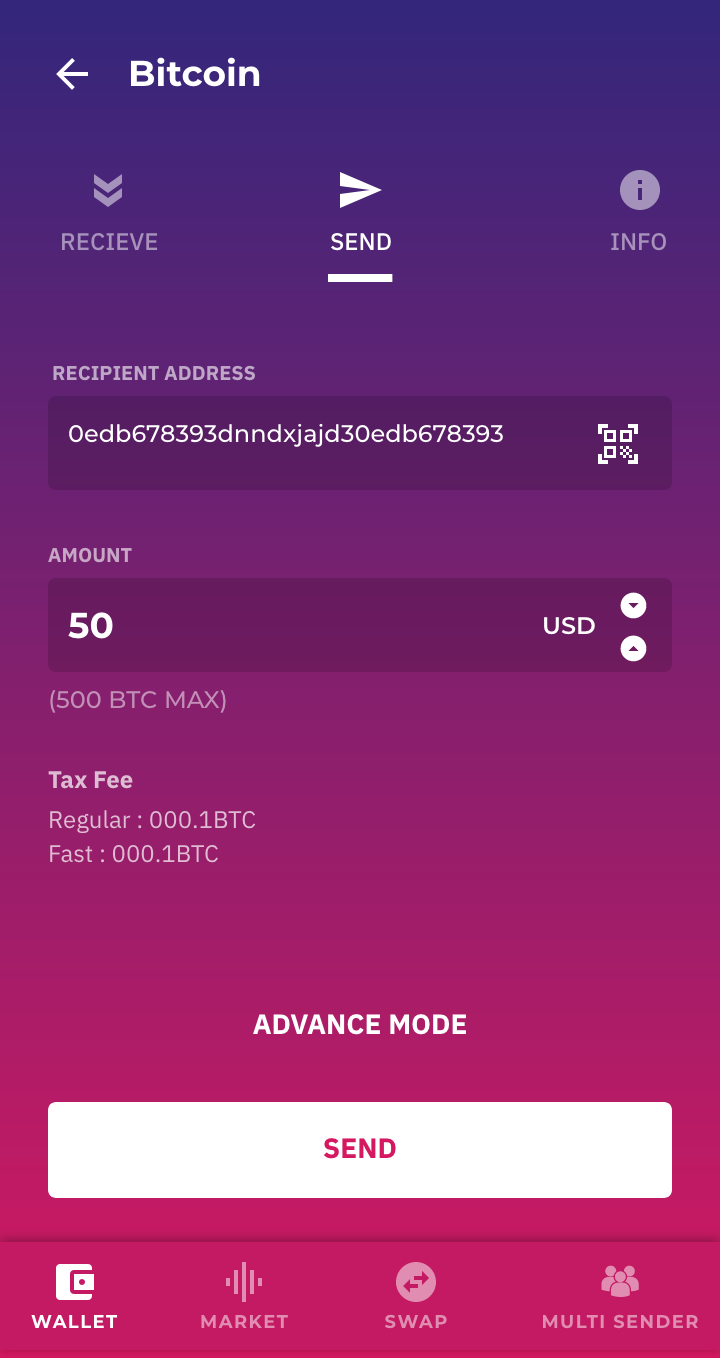 Bitcoin
RECIEVE
SEND
INFO
RECIPIENT ADDRESS
0edb678393dnndxjajd30edb678393
AMOUNT
50
USD
(500 BTC MAX)
Tax Fee
Regular : 000.1BTC
Fast : 000.1BTC
ADVANCE MODE
SEND
WALLET
MARKET
SWAP
MULTI SENDER